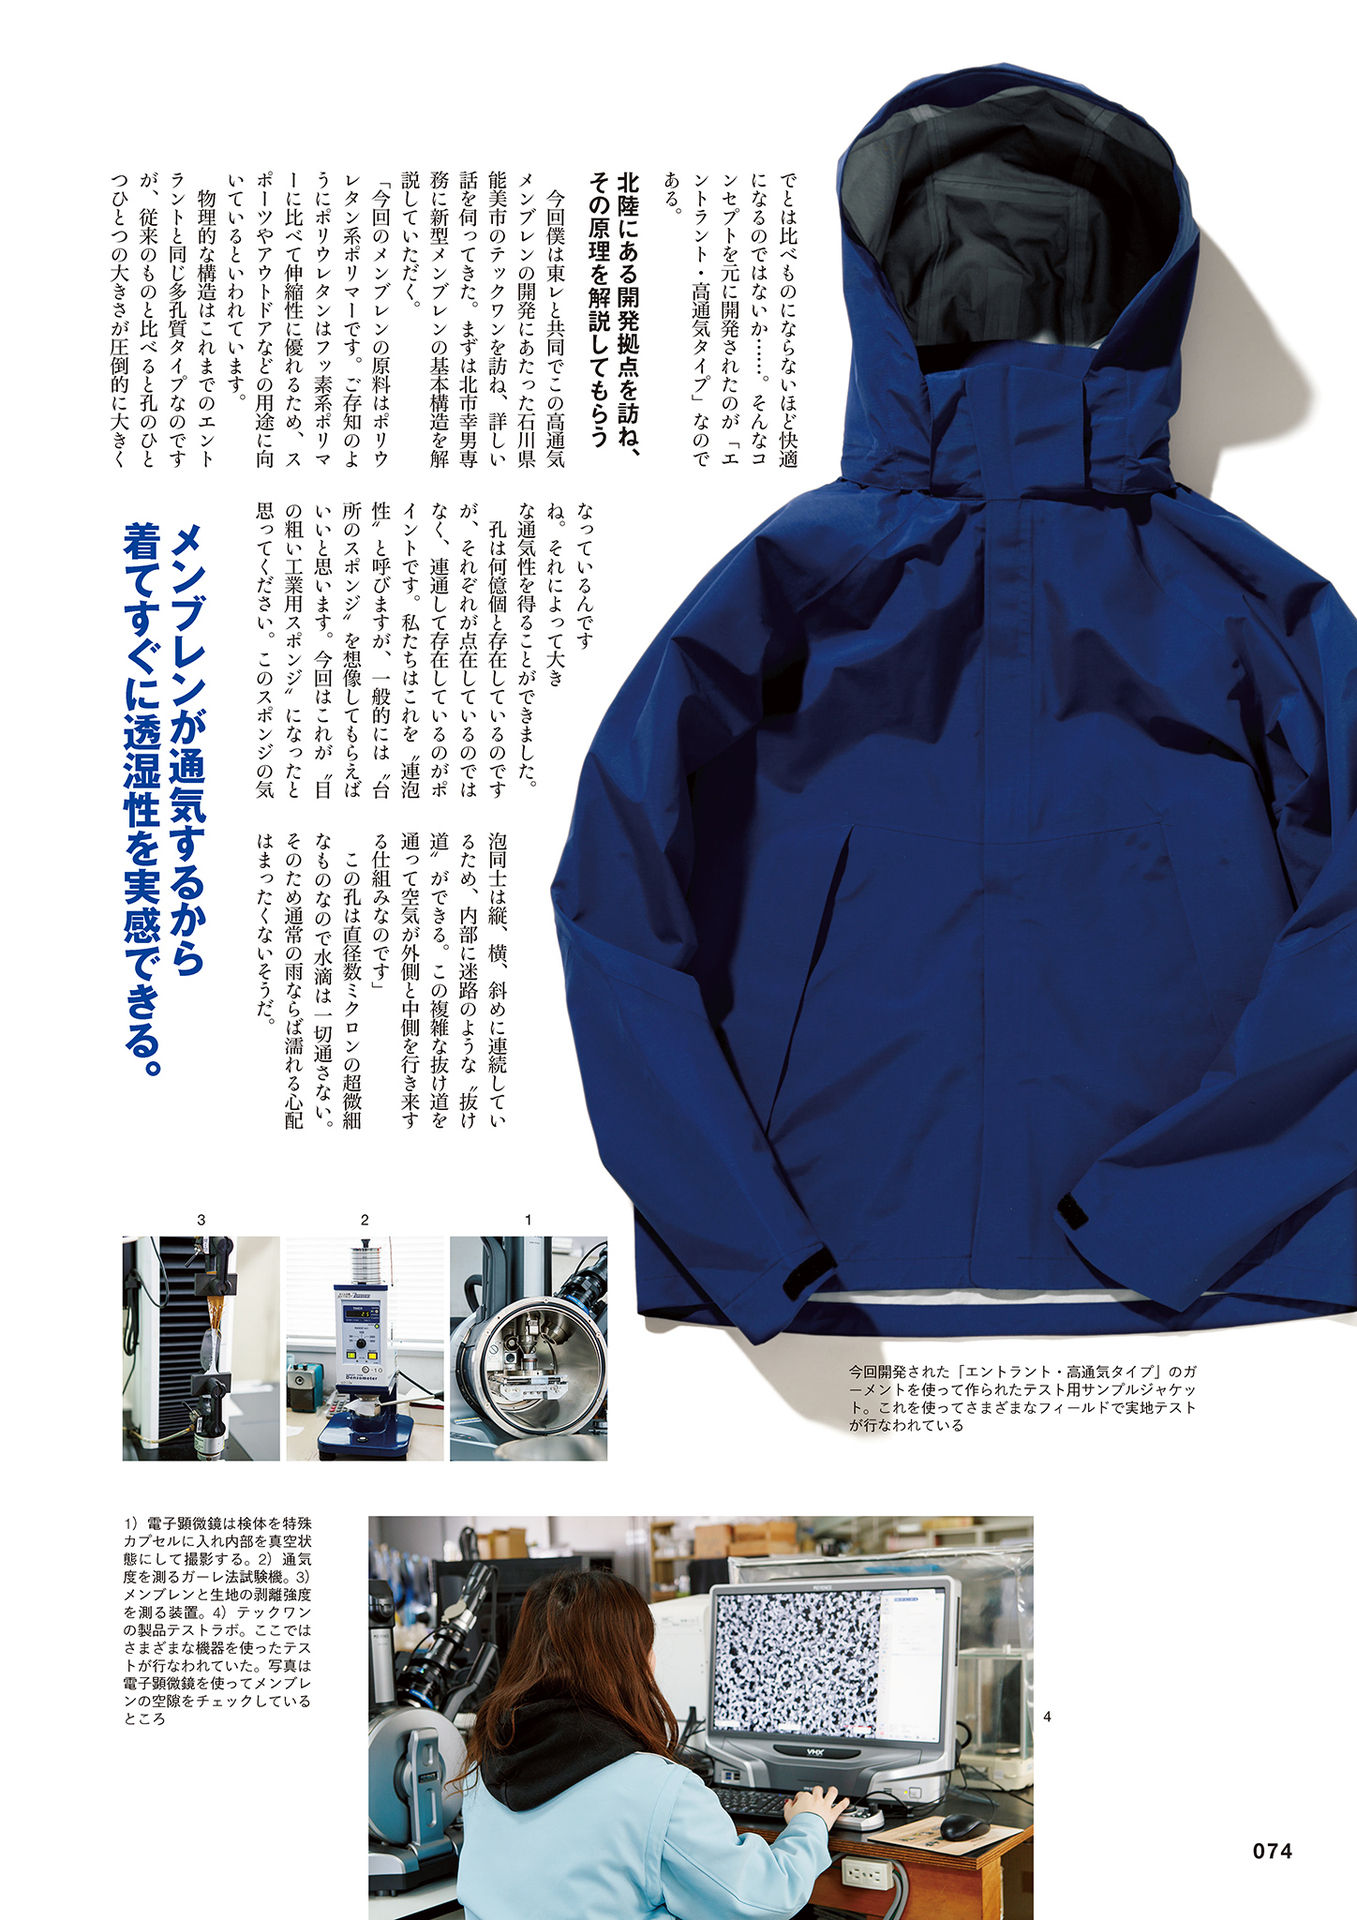 でとは比べものにならないほど快適
になるのではないか……。そんなコ
ンセプトを元に開発されたのが「エ
ントラント・高通気タイプ」なので
ある。
北陸にある開発拠点を訪ね、
その原理を解説してもらう
今回僕は東レと共同でこの高通気
メンブレンの開発にあたった石川県
能美市のテックワンを訪ね、詳しい
話を伺ってきた。まずは北市幸男専
務に新型メンブレンの基本構造を解
説していただく。
「今回のメンブレンの原料はポリウ
レタン系ポリマーです。ご存知のよ
うにポリウレタンはフッ素系ポリマ
ーに比べて伸縮性に優れるため、ス
ポーツやアウトドアなどの用途に向
いているといわれています。
物理的な構造はこれまでのエント
ラントと同じ多孔質タイプなのです
が、従来のものと比べると孔のひと
つひとつの大きさが圧倒的に大きく
なっているんです
ね。それによって大き
な通気性を得ることができました。
孔は何億個と存在しているのです
が、それぞれが点在しているのでは
なく、連通して存在しているのがポ
イントです。私たちはこれを〝連泡
性〟と呼びますが、一般的には〝台
所のスポンジ〟を想像してもらえば
いいと思います。今回はこれが〝目
の粗い工業用スポンジ〟になったと
思ってください。このスポンジの気
泡同士は縦、横、斜めに連続してい
るため、内部に迷路のような〝抜け
道〟ができる。この複雑な抜け道を
通って空気が外側と中側を行き来す
る仕組みなのです」
この孔は直径数ミクロンの超微細
なものなので水滴は一切通さない。
そのため通常の雨ならば濡れる心配
はまったくないそうだ。
メンブレンが通気するから
着てすぐに透湿性を実感できる。
1
2
3
今回開発された「エントラント・高通気タイプ」のガ
ーメントを使って作られたテスト用サンプルジャケッ
ト。これを使ってさまざまなフィールドで実地テスト
が行なわれている
1）電子顕微鏡は検体を特殊
カプセルに入れ内部を真空状
態にして撮影する。2）通気
度を測るガーレ法試験機。3）
メンブレンと生地の剥離強度
を測る装置。4）テックワン
の製品テストラボ。ここでは
さまざまな機器を使ったテス
トが行なわれていた。写真は
電子顕微鏡を使ってメンブレ
ンの空隙をチェックしている
ところ
KEYENCE
VHX
Densometer
4
074